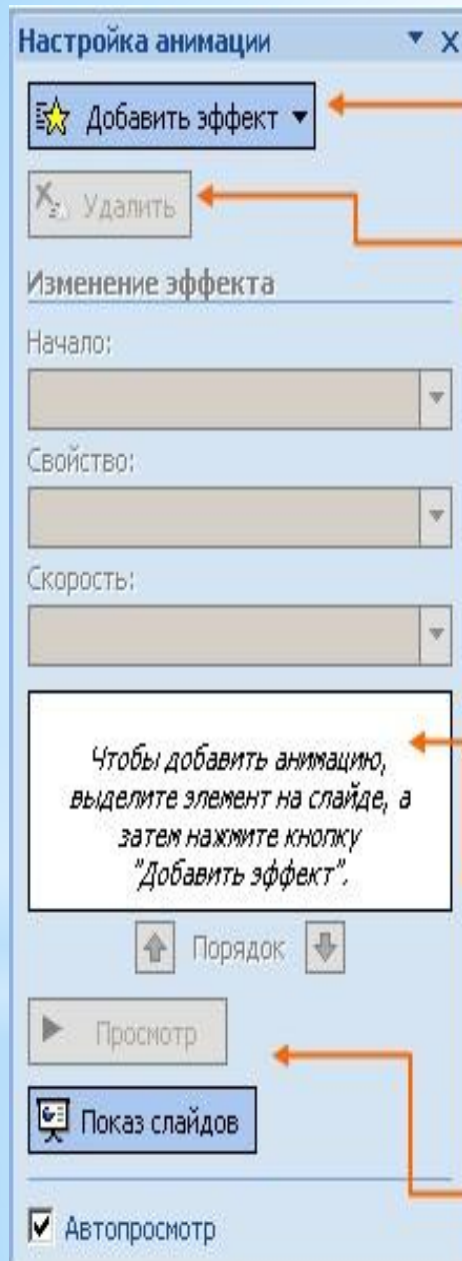 Настройка анимации
Добавить эффект
Удалить
Изменение эффекта
Начало:
Свойство:
Скорость:
Чтобы добавить анимацию,
выделите элемент на слайде, а
затем нажмите кнопку
"Добавить эффект".
Порядок
Просмотр
Показ слайдов
Автопросмотр